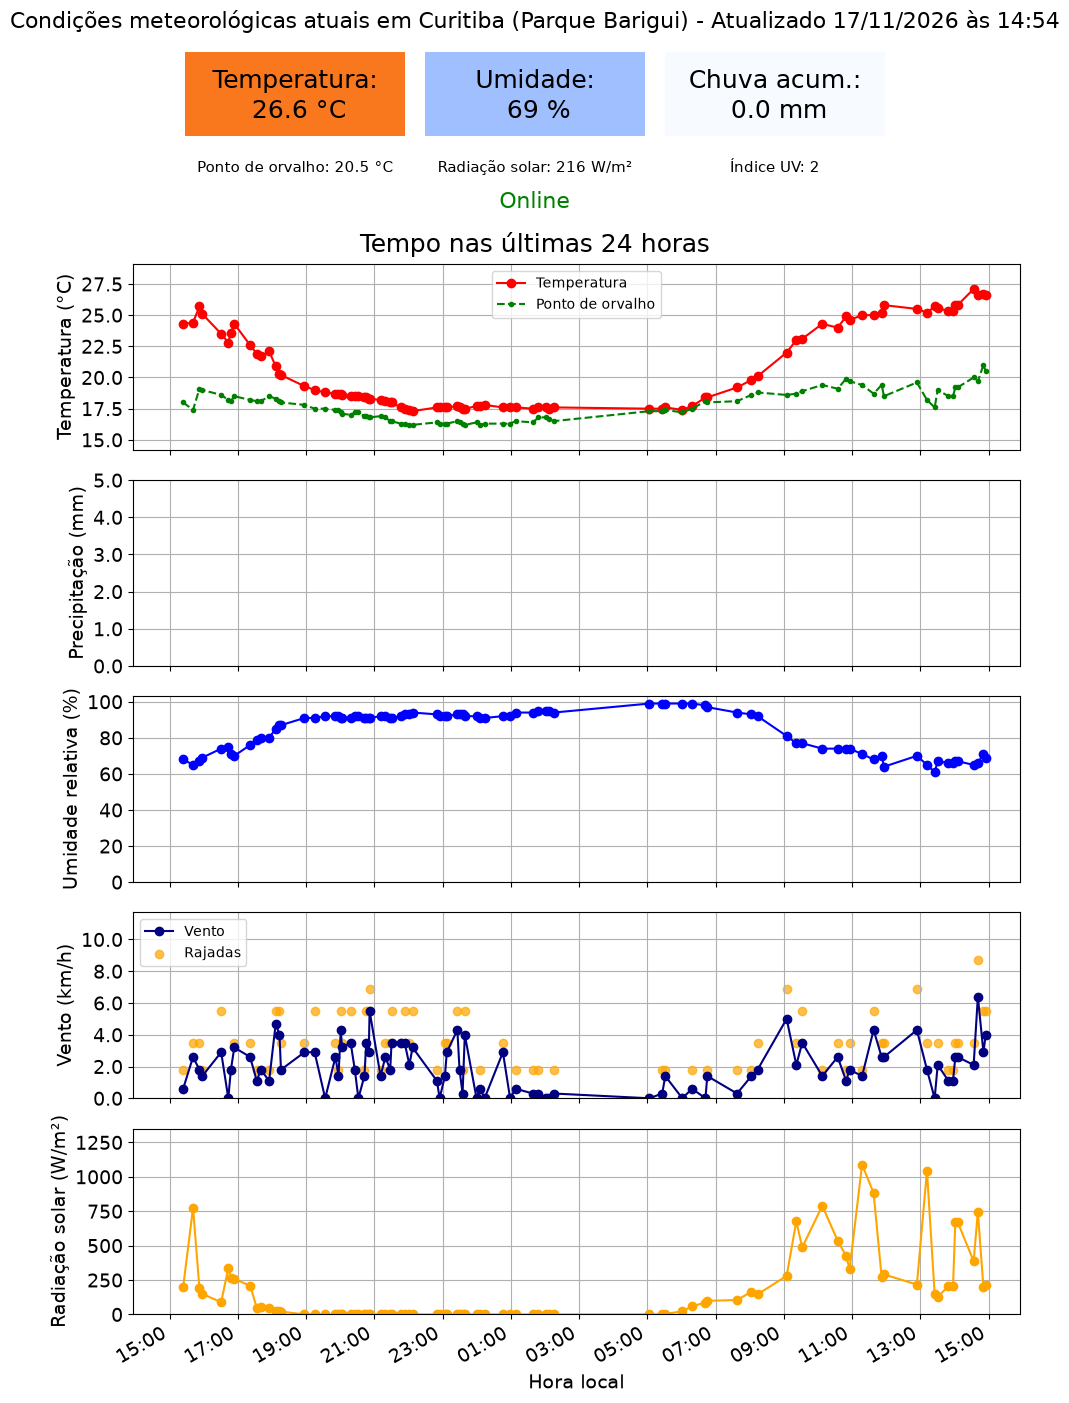 Condições meteorológicas atuais em Curitiba (Parque Barigui) - Atualizado 17/11/2026 às 14:54
Temperatura:
26.6 °C
Umidade:
69 %
Chuva acum.:
0.0 mm
Ponto de orvalho: 20.5 °C
Radiação solar: 216 W/m²
Índice UV: 2
Online
Tempo nas últimas 24 horas
Temperatura (°C)
27.5
25.0
22.5
20.0
17.5
15.0
Temperatura
Ponto de orvalho
Precipitação (mm)
5.0
4.0
3.0
2.0
1.0
0.0
Umidade relativa (%)
100
80
60
40
20
0
Vento (km/h)
10.0
8.0
6.0
4.0
2.0
0.0
Vento
Rajadas
Radiação solar (W/m²)
1250
1000
750
500
250
0
15:00
17:00
19:00
21:00
23:00
01:00
03:00
05:00
07:00
09:00
11:00
13:00
15:00
Hora local